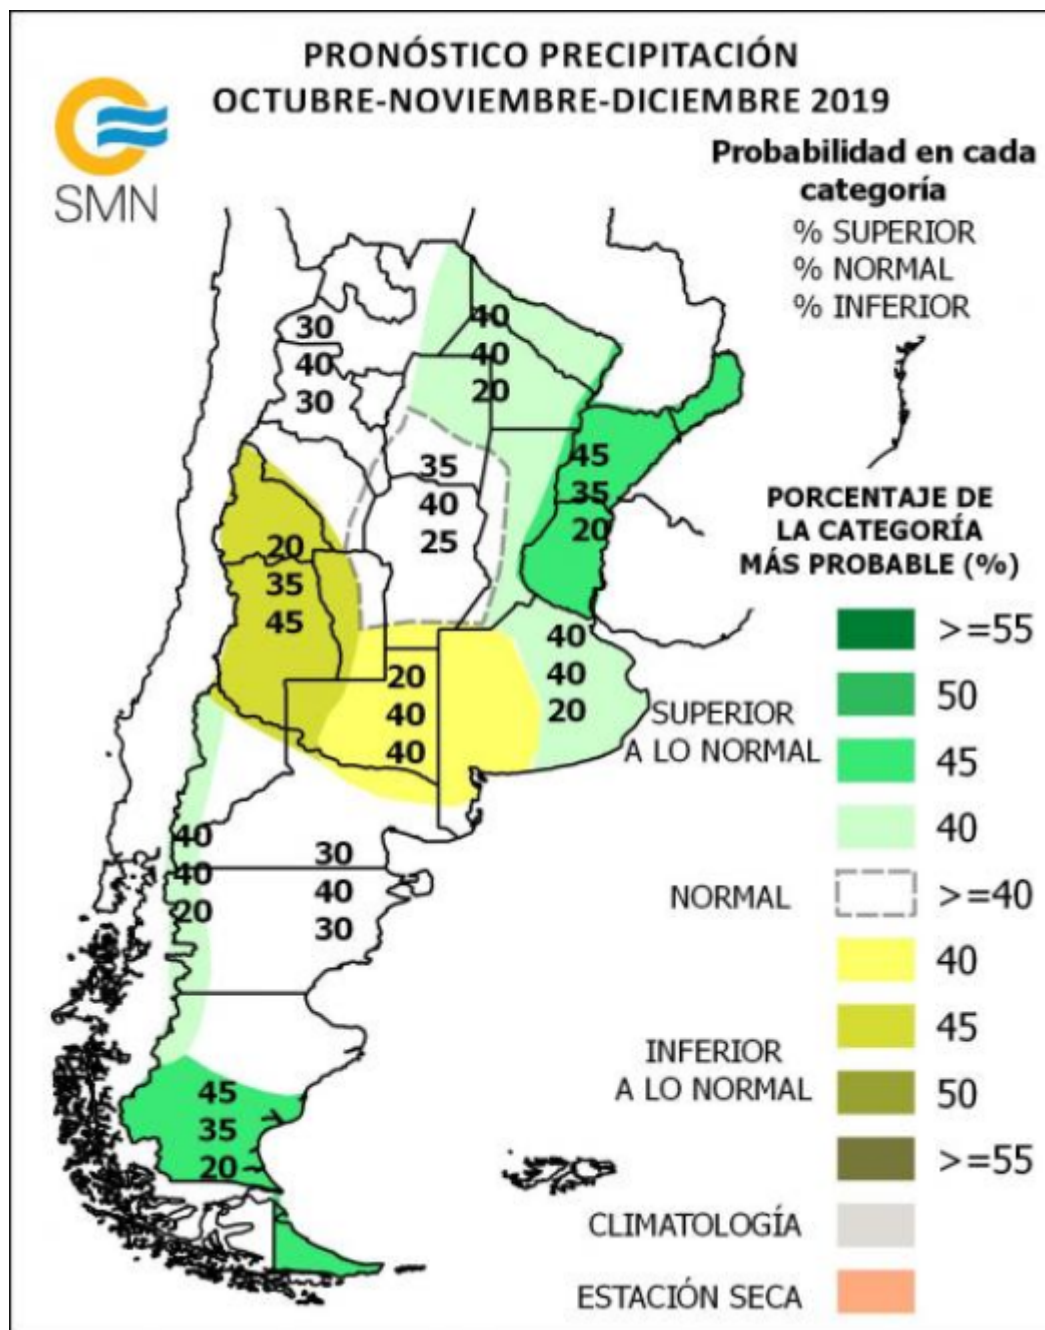 PRONÓSTICO PRECIPITACIÓN
OCTUBRE-NOVIEMBRE-DICIEMBRE 2019
SMN
Probabilidad en cada
categoría
% SUPERIOR
% NORMAL
% INFERIOR
30
40
30
40
40
20
35
40
25
45
35
20
20
35
45
20
40
40
40
40
20
40
40
20
30
40
30
45
35
20
PORCENTAJE DE
LA CATEGORÍA
MÁS PROBABLE (%)
>=55
50
SUPERIOR
A LO NORMAL
45
40
NORMAL
>=40
40
45
INFERIOR
A LO NORMAL
50
>=55
CLIMATOLOGÍA
ESTACIÓN SECA